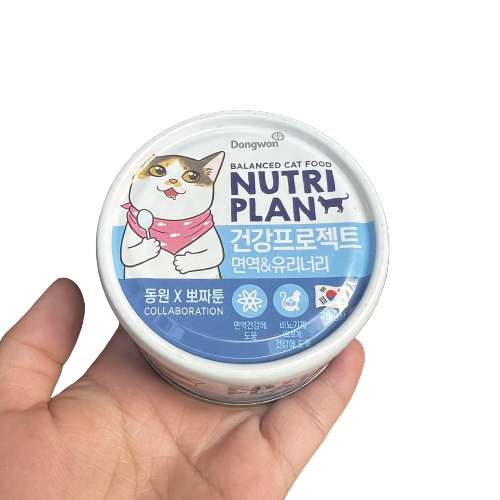 Dongwon
BALANCED CAT FOOD
NUTRI
PLAN
건강프로젝트
면역&유리너리
동원 X 뽀짜툰
COLLABORATION
면역건강에
도움
비뇨기계
건강에 도움